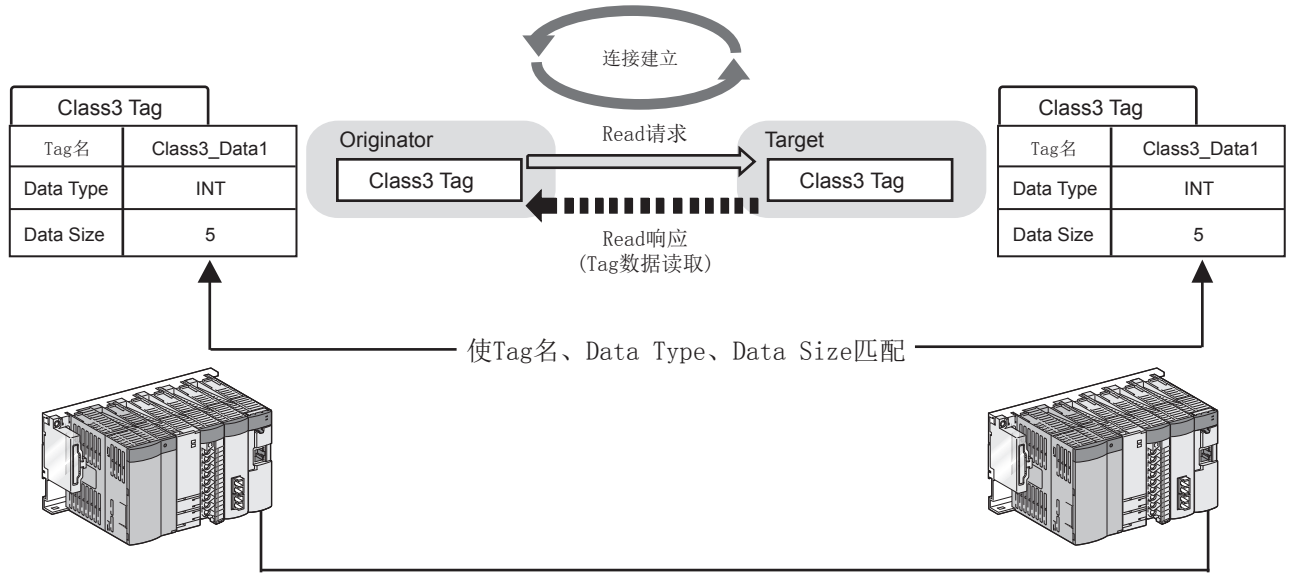 连接建立
Class3 Tag
Tag名 Class3_Data1
Data Type INT
Data Size 5
Originator
Class3 Tag
Read请求
Target
Class3 Tag
Read响应
(Tag数据读取)
Class3 Tag
Tag名 Class3_Data1
Data Type INT
Data Size 5
使Tag名、Data Type、Data Size匹配